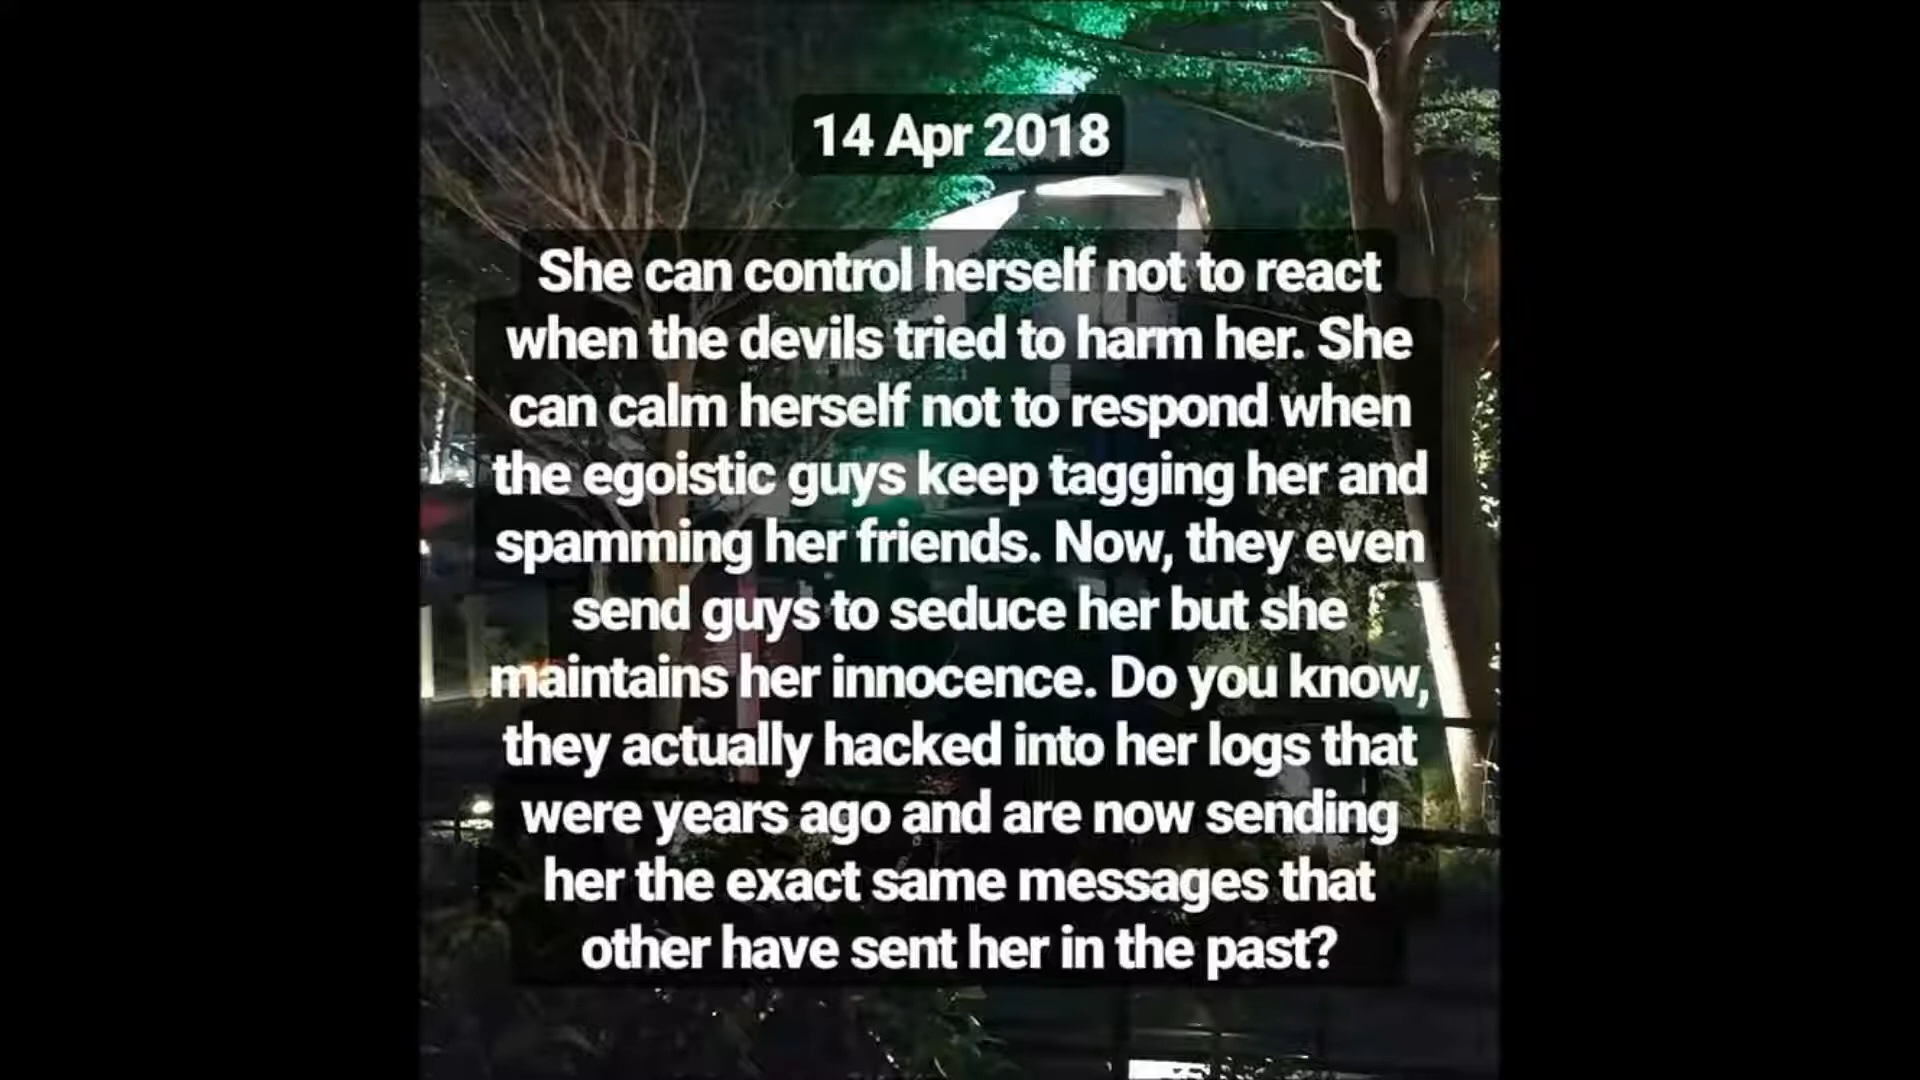 14 Apr 2018
She can control herself not to react
when the devils tried to harm her. She
can calm herself not to respond when
the egoistic guys keep tagging her and
spamming her friends. Now, they even
send guys to seduce her but she
maintains her innocence. Do you know,
they actually hacked into her logs that
were years ago and are now sending
her the exact same messages that
other have sent her in the past?